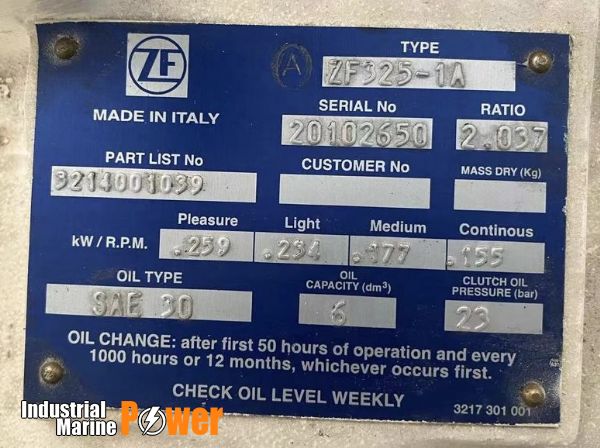 ZF
A
TYPE
ZF325-1A
MADE IN ITALY
SERIAL No
RATIO
20102650
2.037
PART LIST No
CUSTOMER No
MASS DRY (Kg)
3214001039
Pleasure Light Medium Continous
kW / R.P.M. .259 .234 .177 .155
OIL TYPE
OIL CAPACITY (dm³)
CLUTCH OIL PRESSURE (bar)
SAE 30
6
23
OIL CHANGE: after first 50 hours of operation and every
1000 hours or 12 months, whichever occurs first.
CHECK OIL LEVEL WEEKLY
3217 301 001
Industrial
Marine Power